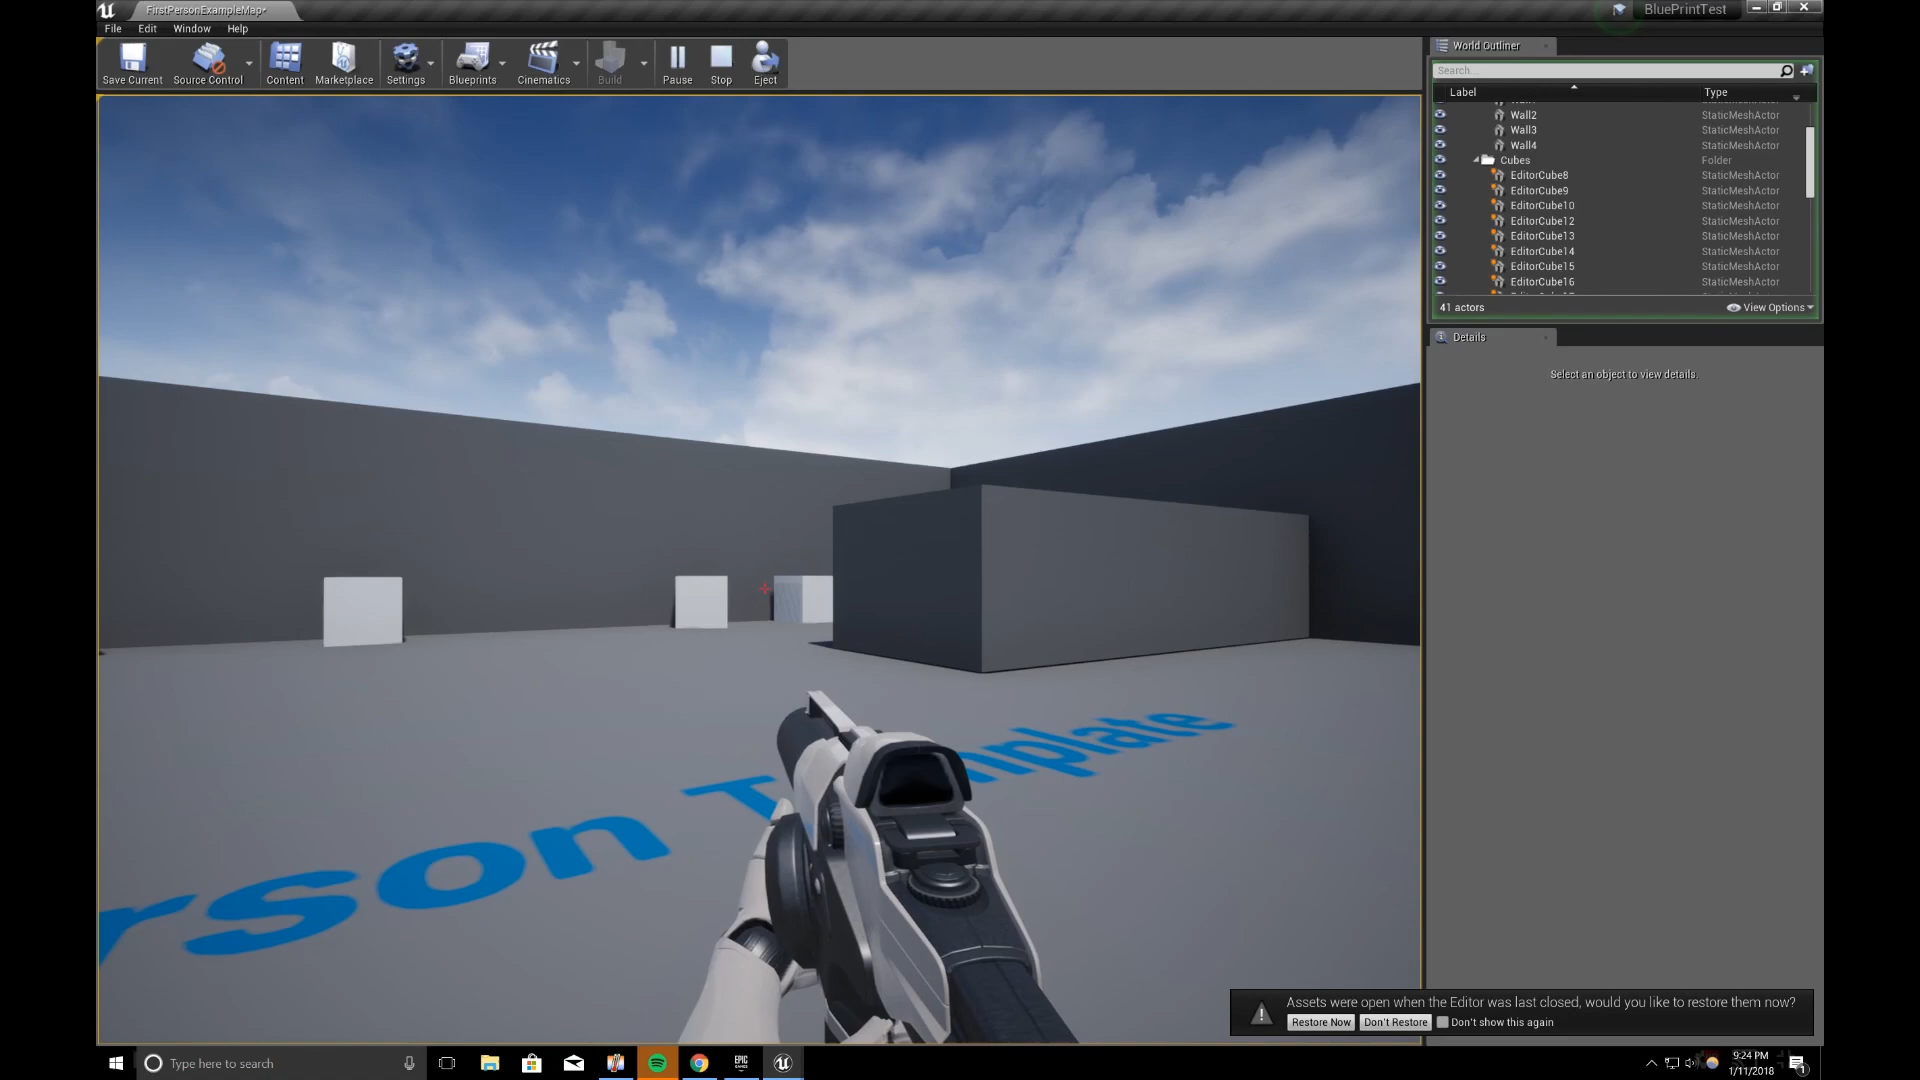 FirstPersonExampleMap*
BluePrintTest
File Edit Window Help
Save Current Source Control Content Marketplace Settings Blueprints Cinematics Build Pause Stop Eject
World Outliner
Search...
Label Type
Wall2 StaticMeshActor
Wall3 StaticMeshActor
Wall4 StaticMeshActor
Cubes Folder
EditorCube8 StaticMeshActor
EditorCube9 StaticMeshActor
EditorCube10 StaticMeshActor
EditorCube12 StaticMeshActor
EditorCube13 StaticMeshActor
EditorCube14 StaticMeshActor
EditorCube15 StaticMeshActor
EditorCube16 StaticMeshActor
41 actors View Options
Details
Select an object to view details.
rson T mplate
Assets were open when the Editor was last closed, would you like to restore them now?
Restore Now Don't Restore Don't show this again
Type here to search
EPIC
GAMES
9:24 PM
1/11/2018
1